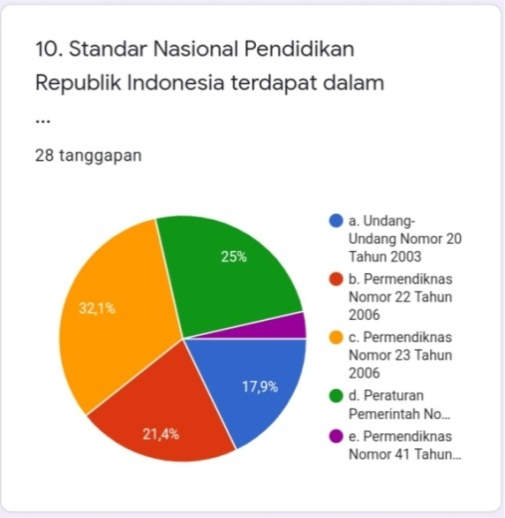 10. Standar Nasional Pendidikan
Republik Indonesia terdapat dalam
...
28 tanggapan
25%
32,1%
17,9%
21,4%
a. Undang-
Undang Nomor 20
Tahun 2003
b. Permendiknas
Nomor 22 Tahun
2006
c. Permendiknas
Nomor 23 Tahun
2006
d. Peraturan
Pemerintah No...
e. Permendiknas
Nomor 41 Tahun...